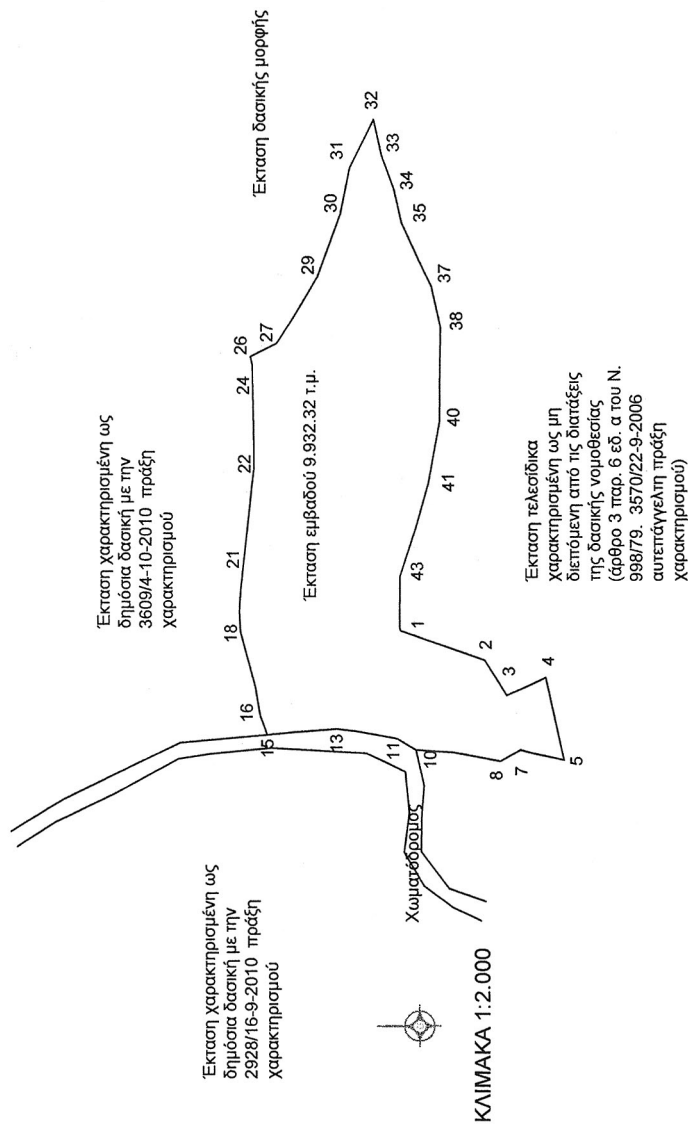 Έκταση χαρακτηρισμένη ως
δημόσια δασική με την
2928/16-9-2010 πράξη
χαρακτηρισμού
Έκταση χαρακτηρισμένη ως
δημόσια δασική με την
3609/4-10-2010 πράξη
χαρακτηρισμού
Έκταση δασικής μορφής
Έκταση εμβαδού 9.932.32 τ.μ.
15
16
18
21
22
24
26
27
29
30
31
32
33
34
35
37
38
40
41
43
1
2
3
4
5
7
8
10
11
13
Χωματόδρομος
Έκταση τελεσίδικα
χαρακτηρισμένη ως μη
διεπόμενη από τις διατάξεις
της δασικής νομοθεσίας
(άρθρο 3 παρ. 6 εδ. α του Ν.
998/79. 3570/22-9-2006
αυτεπάγγελτη πράξη
χαρακτηρισμού)
ΚΛΙΜΑΚΑ 1:2.000